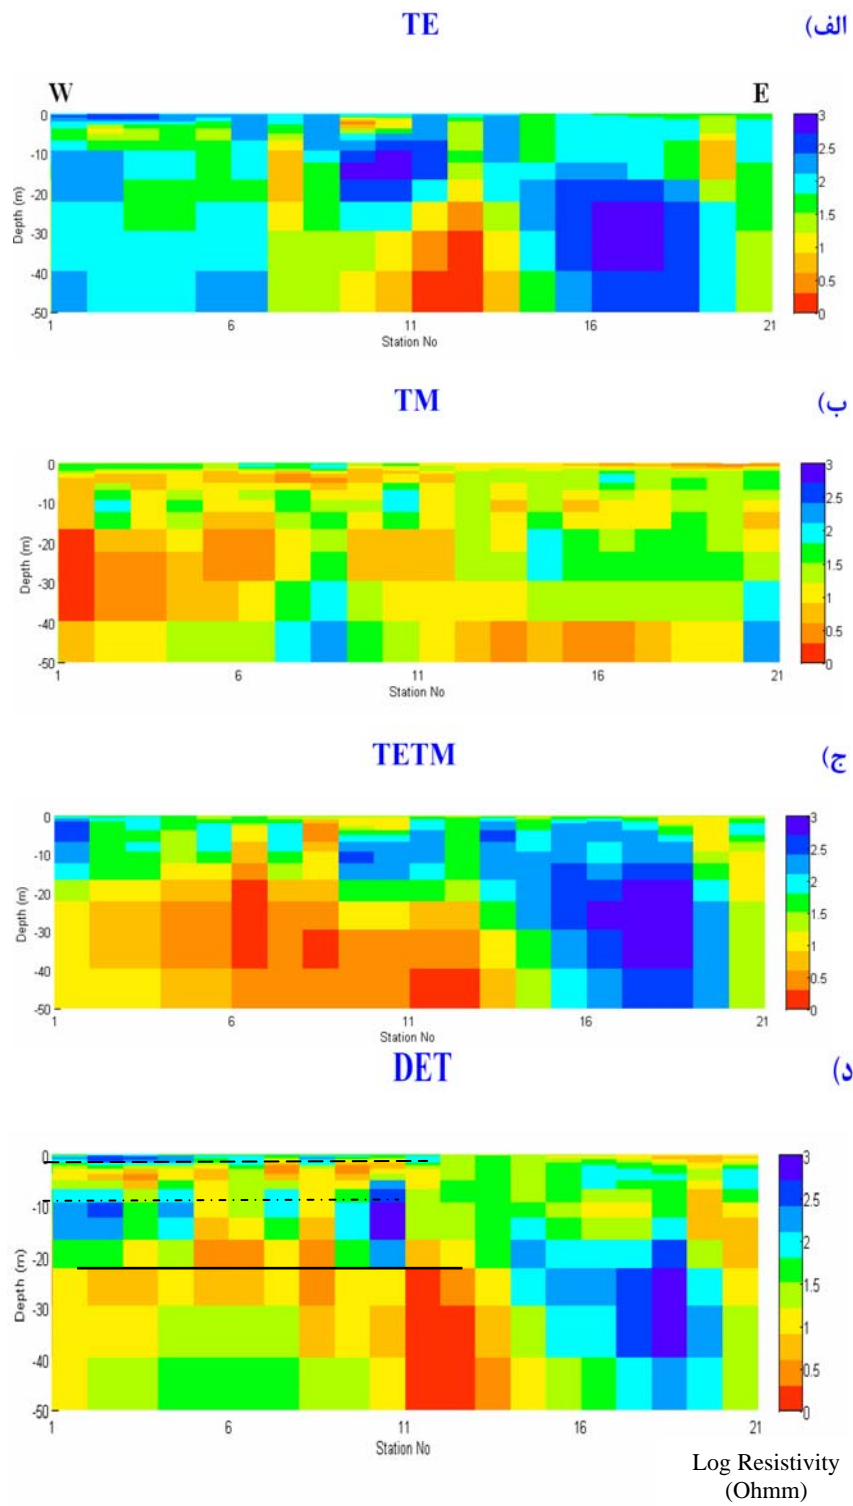 TE الف)
W E
0
-10
-20
-30
-40
-50
Depth (m)
1 6 11 16 21
Station No
3
2.5
2
1.5
1
0.5
0
TM ب)
0
-10
-20
-30
-40
-50
Depth (m)
1 6 11 16 21
Station No
3
2.5
2
1.5
1
0.5
0
TETM ج)
0
-10
-20
-30
-40
-50
Depth (m)
1 6 11 16 21
Station No
3
2.5
2
1.5
1
0.5
0
DET د)
0
-10
-20
-30
-40
-50
Depth (m)
1 6 11 16 21
Station No
3
2.5
2
1.5
1
0.5
0
Log Resistivity
(Ohmm)